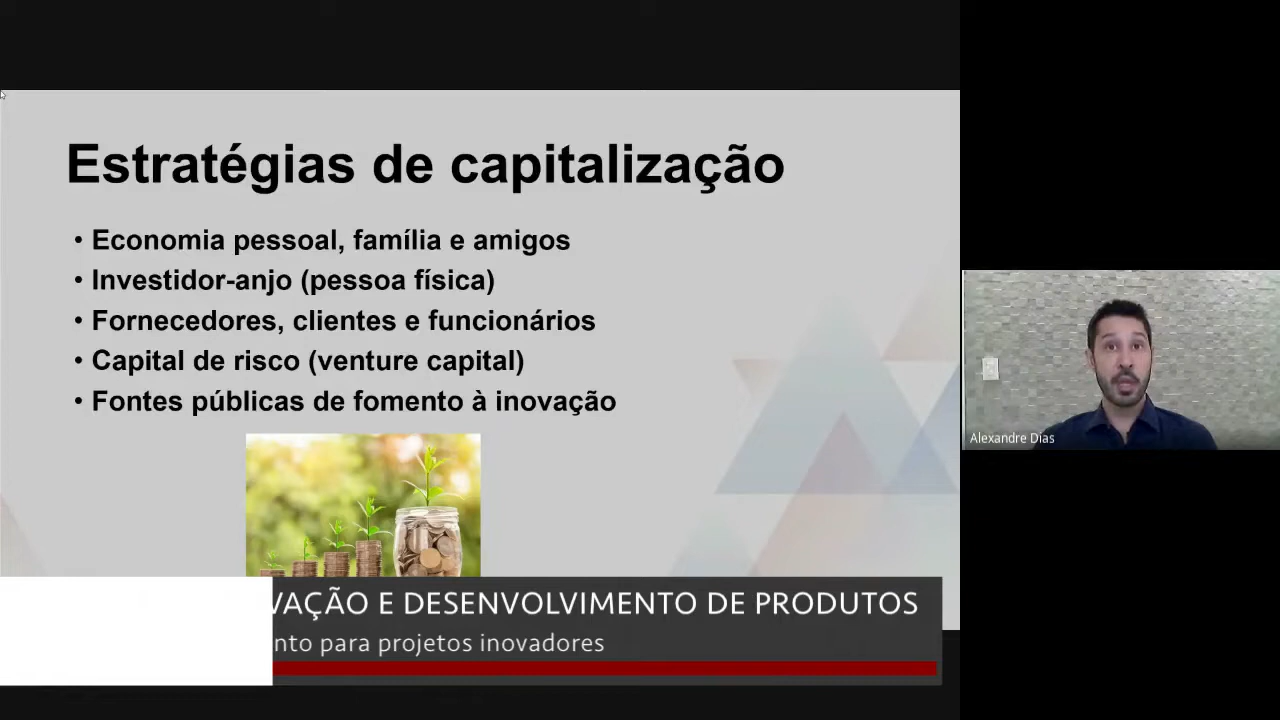 Estratégias de capitalização
• Economia pessoal, família e amigos
• Investidor-anjo (pessoa física)
• Fornecedores, clientes e funcionários
• Capital de risco (venture capital)
• Fontes públicas de fomento à inovação
Alexandre Dias
VAÇÃO E DESENVOLVIMENTO DE PRODUTOS
nto para projetos inovadores